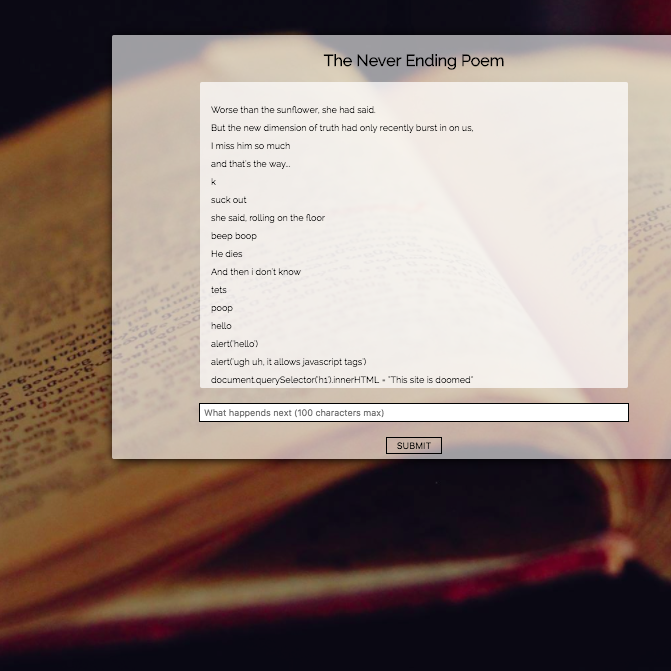 The Never Ending Poem
Worse than the sunflower, she had said.
But the new dimension of truth had only recently burst in on us,
I miss him so much
and that's the way...
k
suck out
she said, rolling on the floor
beep boop
He dies
And then i don't know
tets
poop
hello
alert('hello')
alert('ugh uh, it allows javascript tags')
document.querySelector('h1').innerHTML = "This site is doomed"
What happends next (100 characters max)
SUBMIT